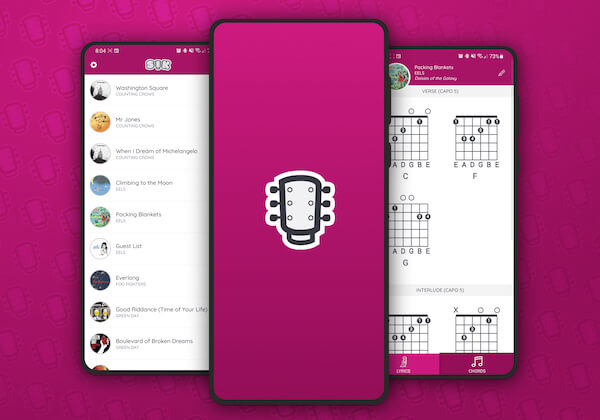 8:04
SIK
Washington Square
COUNTING CROWS
Mr Jones
COUNTING CROWS
When I Dream of Michelangelo
COUNTING CROWS
Climbing to the Moon
EELS
Packing Blankets
EELS
Guest List
EELS
Everlong
FOO FIGHTERS
Good Riddance (Time of Your Life)
GREEN DAY
Boulevard of Broken Dreams
GREEN DAY
73%
Packing Blankets
EELS
Daisies of the Galaxy
VERSE (CAPO 5)
E A D G B E
C
E A D G B E
F
E A D G B E
G
INTERLUDE (CAPO 5)
X
LYRICS
CHORDS